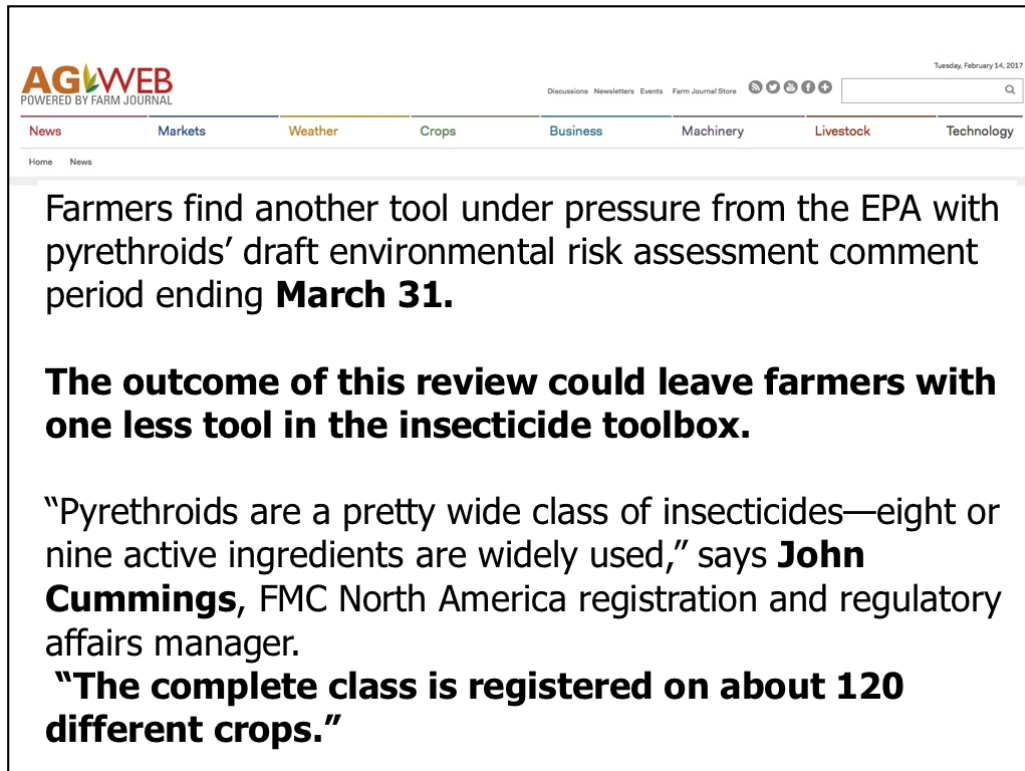 Tuesday, February 14, 2017
AGWEB
POWERED BY FARM JOURNAL
Discussions Newsletters Events Farm Journal Store
News Markets Weather Crops Business Machinery Livestock Technology
Home News
Farmers find another tool under pressure from the EPA with
pyrethroids’ draft environmental risk assessment comment
period ending March 31.
The outcome of this review could leave farmers with
one less tool in the insecticide toolbox.
“Pyrethroids are a pretty wide class of insecticides—eight or
nine active ingredients are widely used,” says John
Cummings, FMC North America registration and regulatory
affairs manager.
“The complete class is registered on about 120
different crops.”